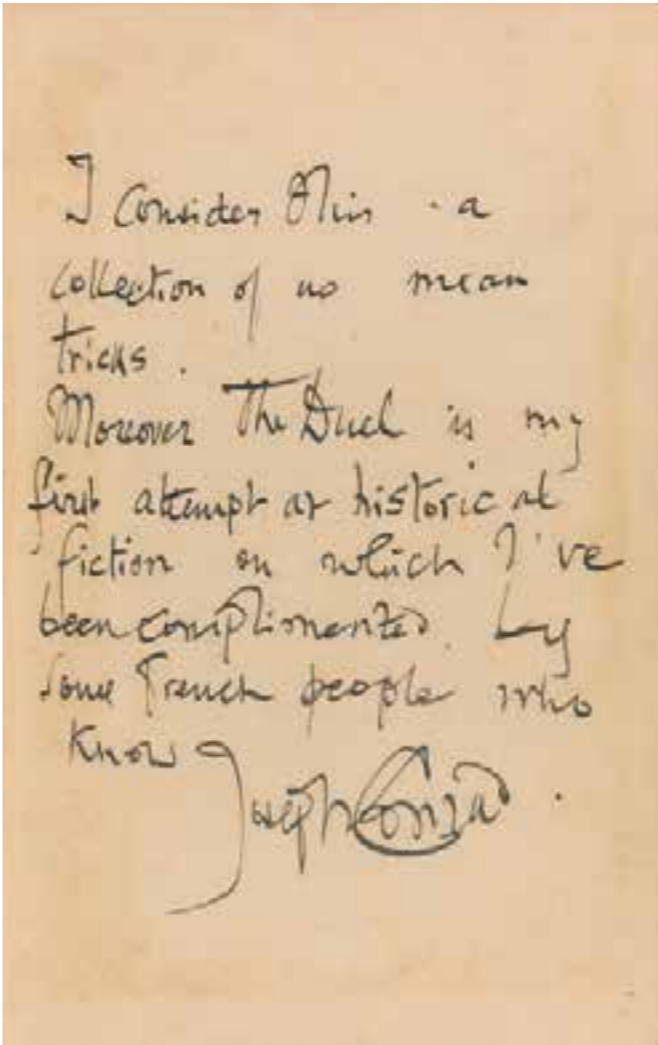 I consider this a
collection of no mean
tricks.
Moreover The Duel is my
first attempt at historical
fiction on which I've
been complimented by
some French people who
know
Joseph Conrad.